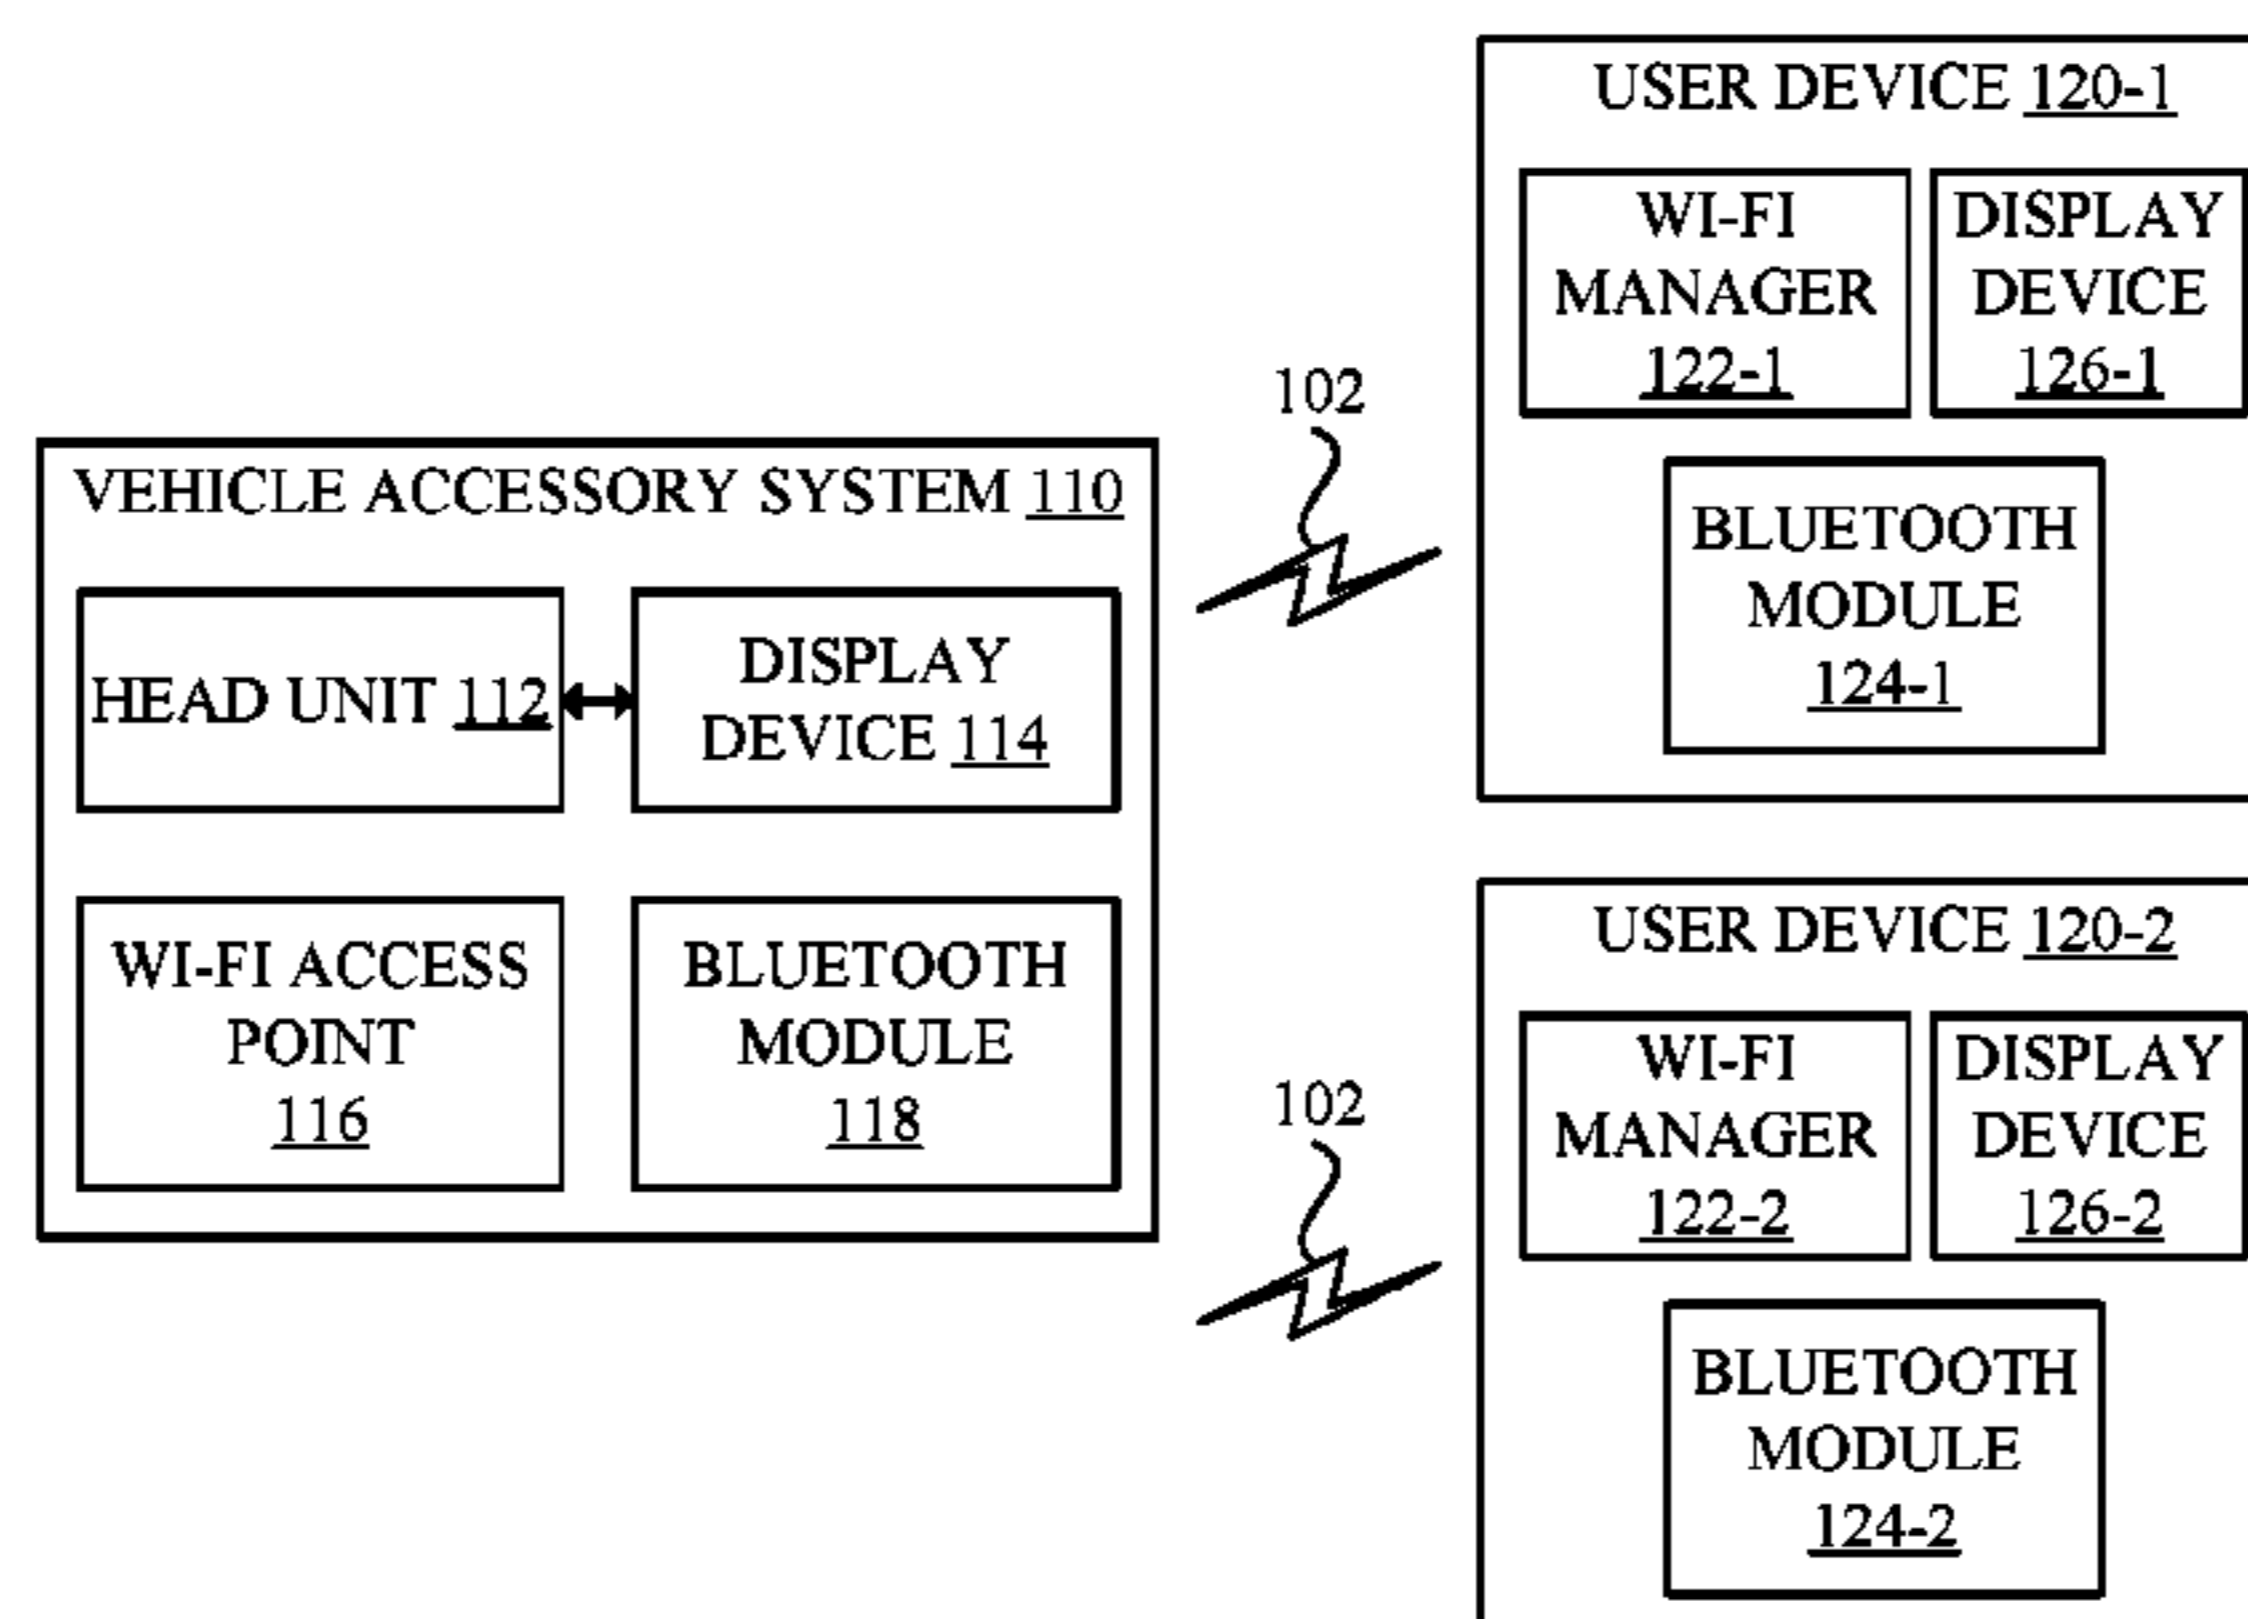 USER DEVICE 120-1
WI-FI
MANAGER
122-1
DISPLAY
DEVICE
126-1
BLUETOOTH
MODULE
124-1
102
VEHICLE ACCESSORY SYSTEM 110
HEAD UNIT 112
DISPLAY
DEVICE 114
WI-FI ACCESS
POINT
116
BLUETOOTH
MODULE
118
102
USER DEVICE 120-2
WI-FI
MANAGER
122-2
DISPLAY
DEVICE
126-2
BLUETOOTH
MODULE
124-2